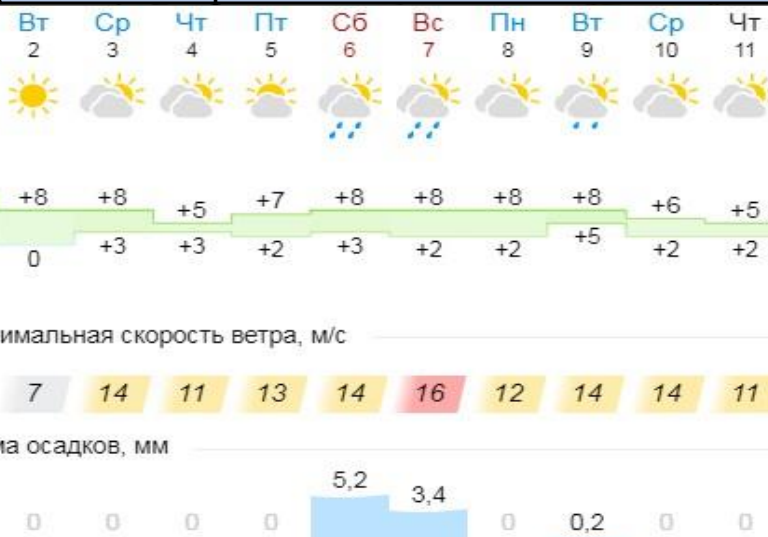 Вт Ср Чт Пт Сб Вс Пн Вт Ср Чт
2 3 4 5 6 7 8 9 10 11
+8 +8 +5 +7 +8 +8 +8 +8 +6 +5
0 +3 +3 +2 +3 +2 +2 +5 +2 +2
имальная скорость ветра, м/с
7 14 11 13 14 16 12 14 14 11
ма осадков, мм
0 0 0 0 5,2 3,4 0 0,2 0 0